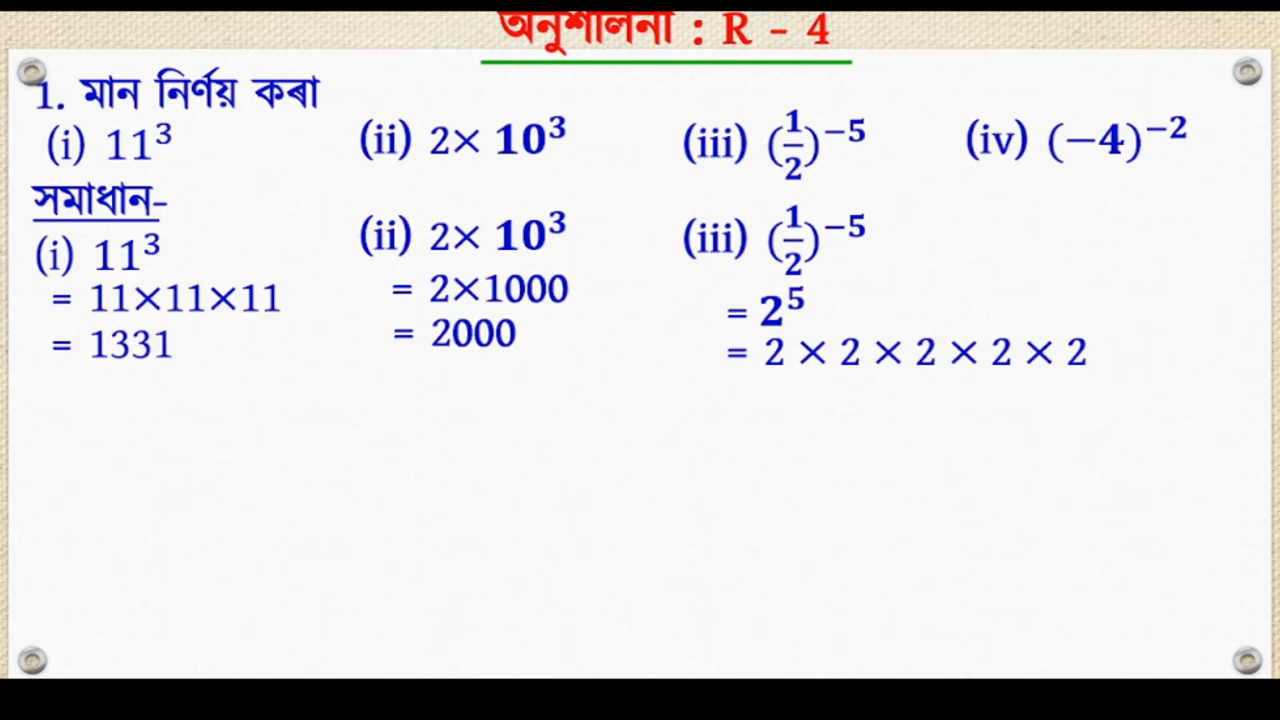 অনুশীলনী : R - 4
1. মান নিৰ্ণয় কৰা
(i) 11³ (ii) 2× 10³ (iii) (1/2)⁻⁵ (iv) (−4)⁻²
সমাধান-
(i) 11³ (ii) 2× 10³ (iii) (1/2)⁻⁵
= 11×11×11 = 2×1000 = 2⁵
= 1331 = 2000 = 2 × 2 × 2 × 2 × 2